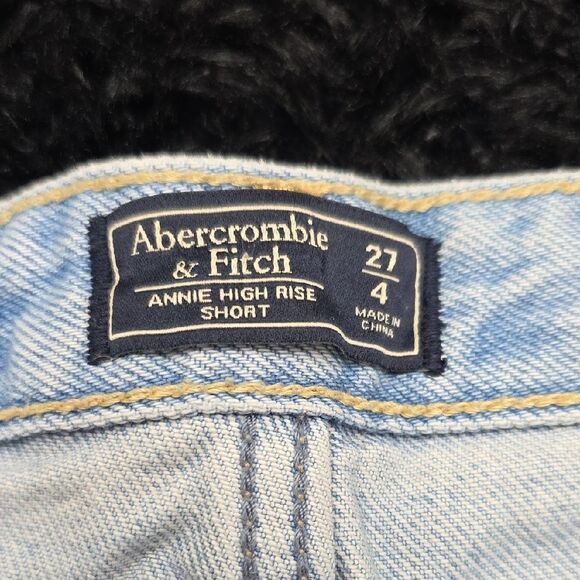 Abercrombie
& Fitch
ANNIE HIGH RISE
SHORT
27
4
MADE IN
CHINA